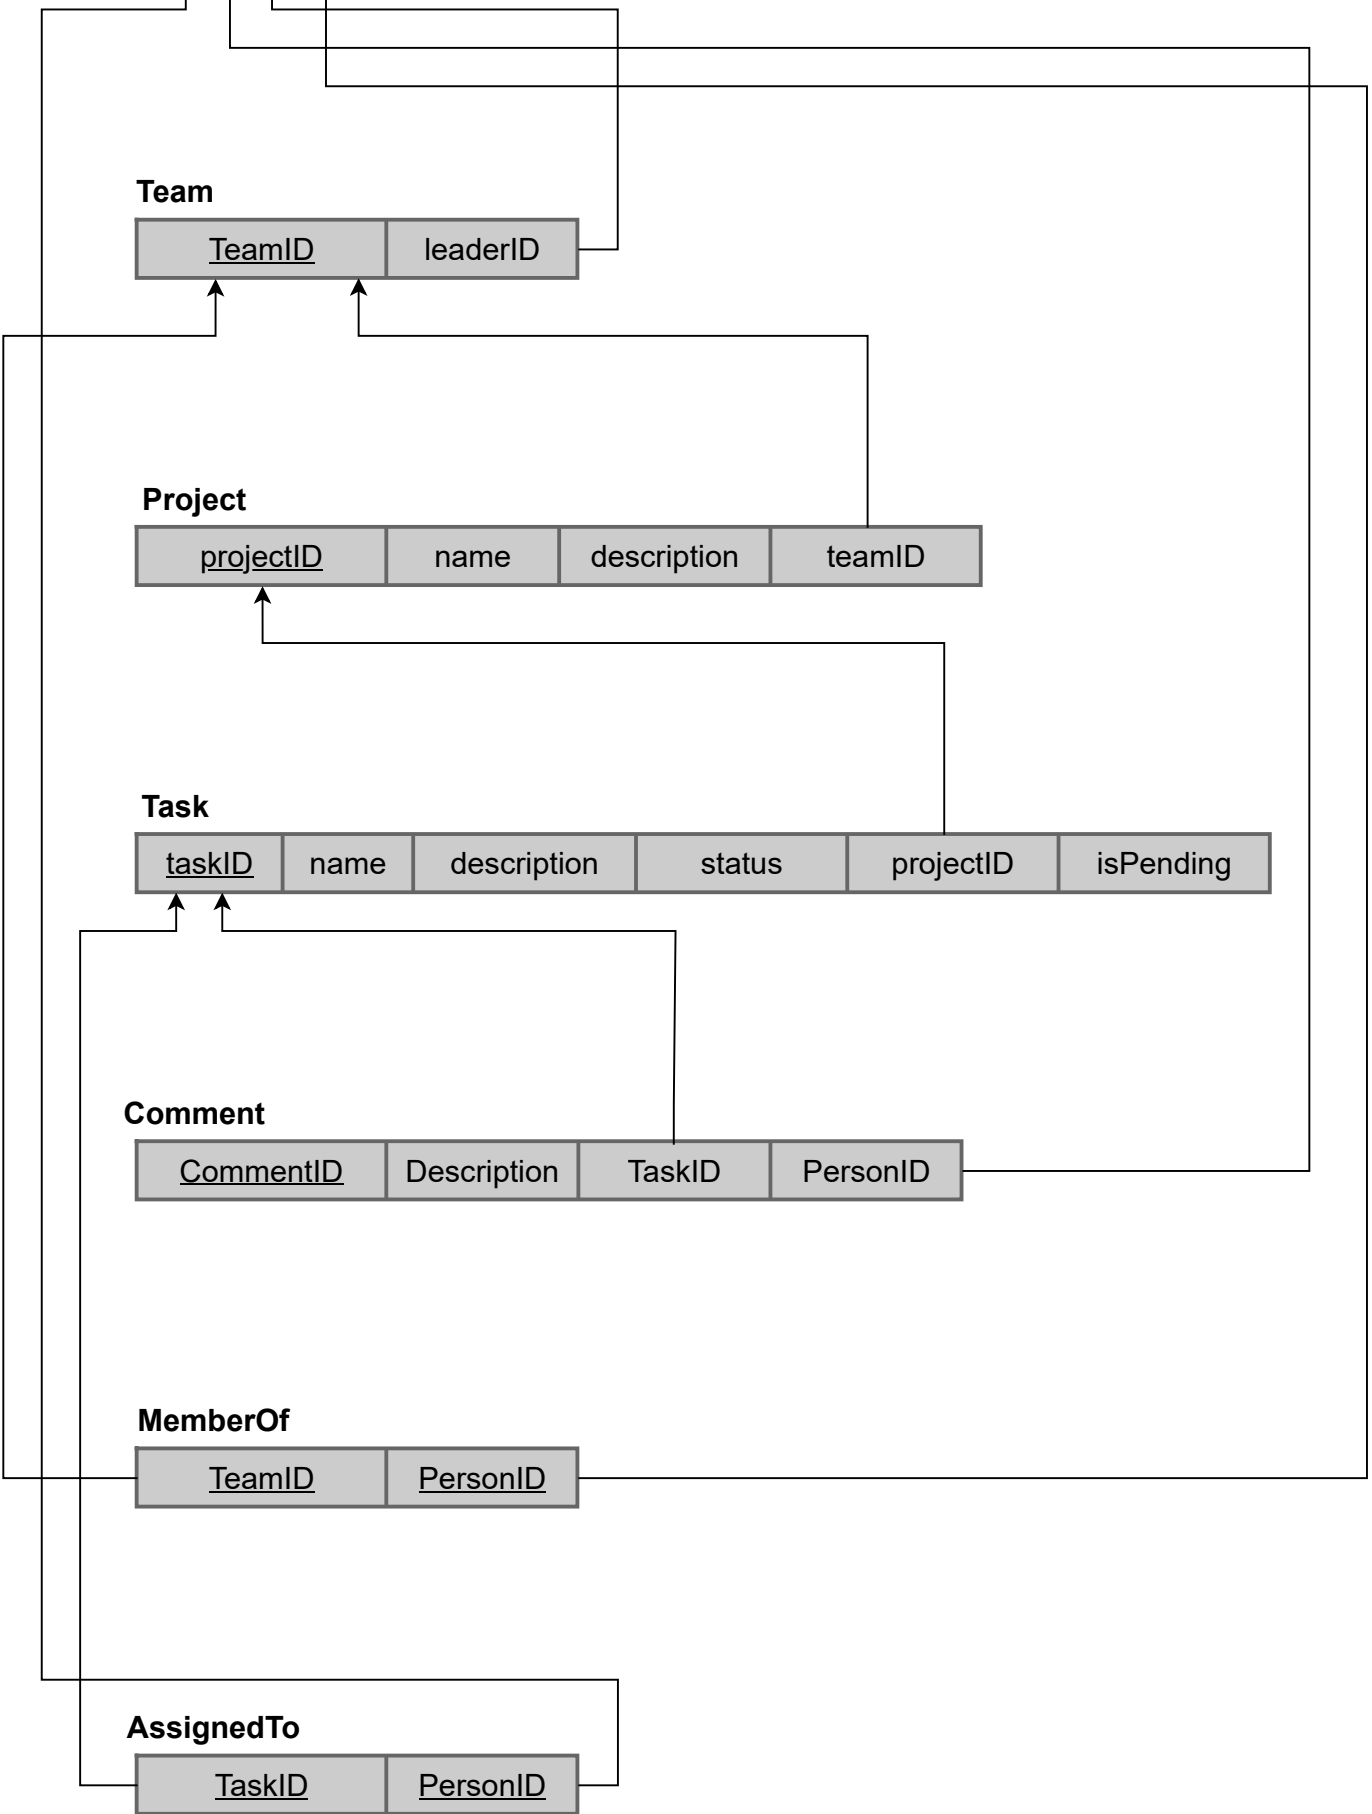 Team
TeamID leaderID
Project
projectID name description teamID
Task
taskID name description status projectID isPending
Comment
CommentID Description TaskID PersonID
MemberOf
TeamID PersonID
AssignedTo
TaskID PersonID